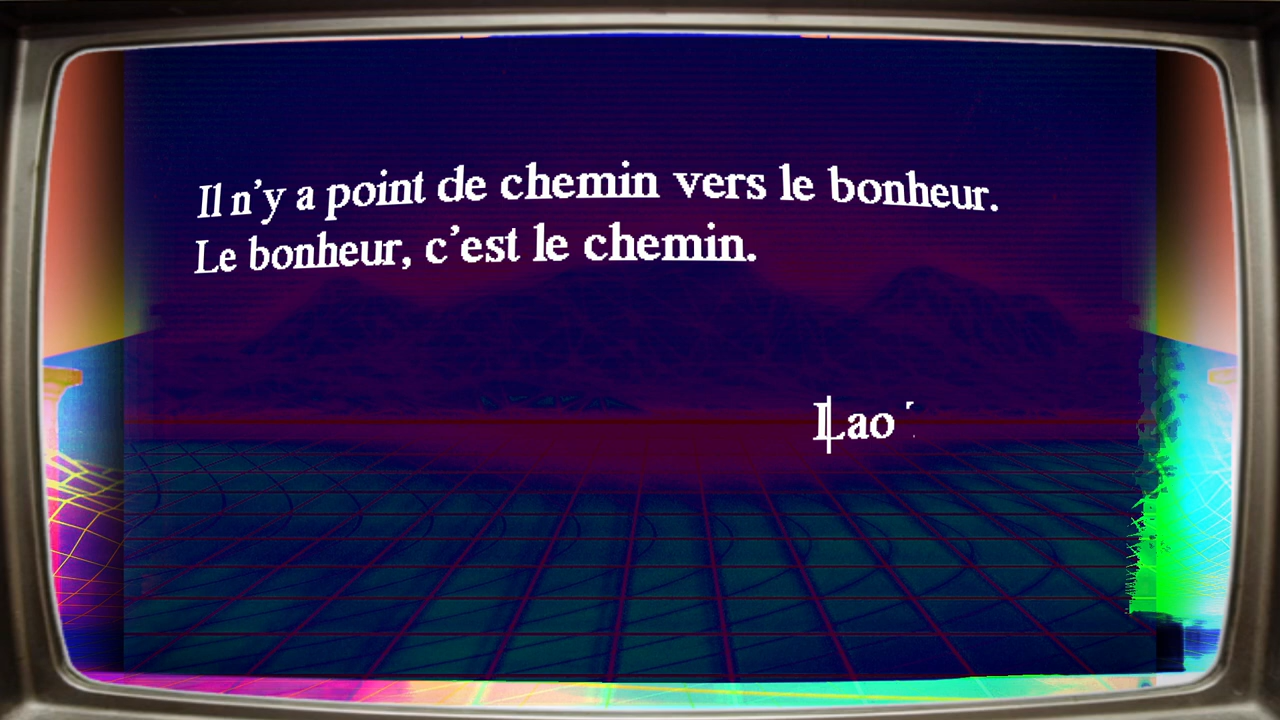 Il n'y a point de chemin vers le bonheur.
Le bonheur, c'est le chemin.
Lao